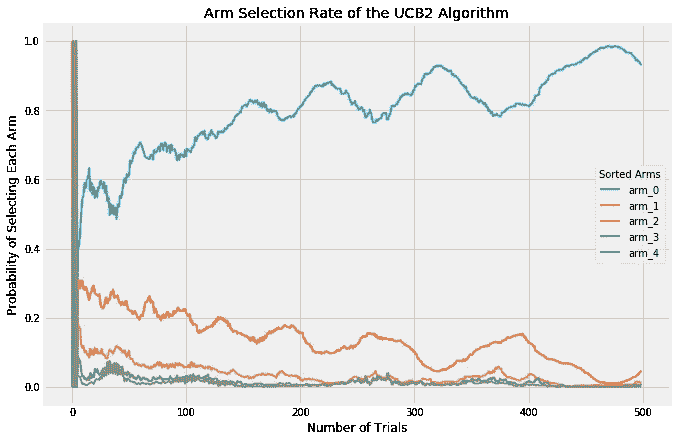 Arm Selection Rate of the UCB2 Algorithm
1.0
0.8
0.6
0.4
0.2
0.0
Probability of Selecting Each Arm
Sorted Arms
arm_0
arm_1
arm_2
arm_3
arm_4
0 100 200 300 400 500
Number of Trials